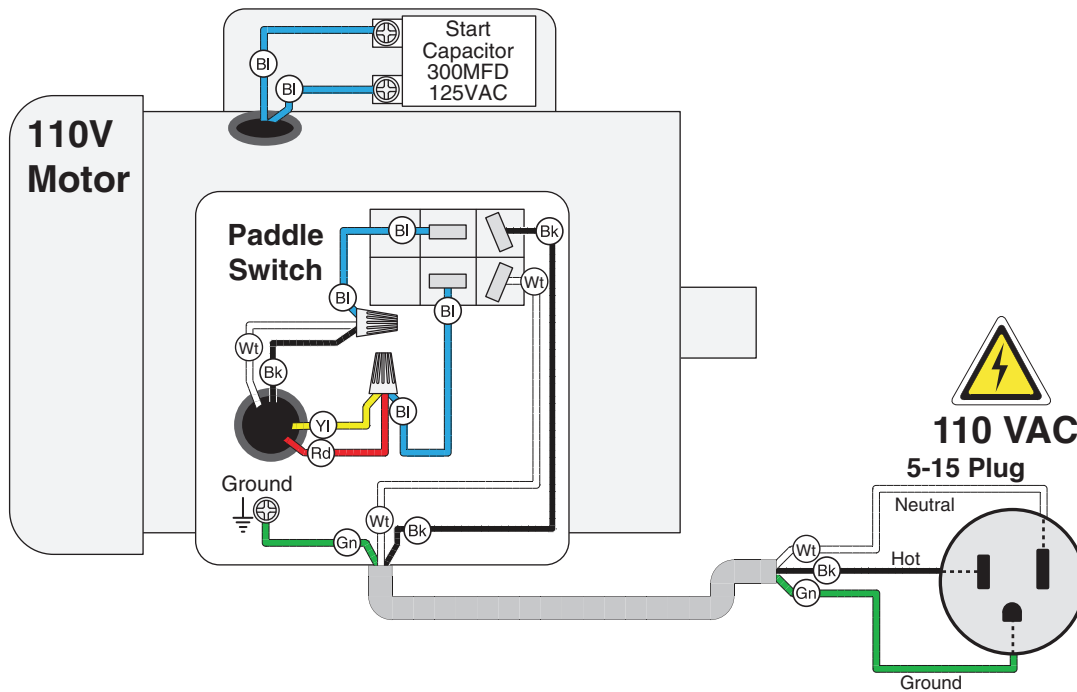 Start
Capacitor
300MFD
125VAC
Bl
Bl
110V
Motor
Paddle
Switch
Bl
Bk
Wt
Bl
Bl
Wt
Bk
Bl
Yl
Rd
Ground
Wt
Bk
Gn
110 VAC
5-15 Plug
Neutral
Wt
Hot
Bk
Gn
Ground